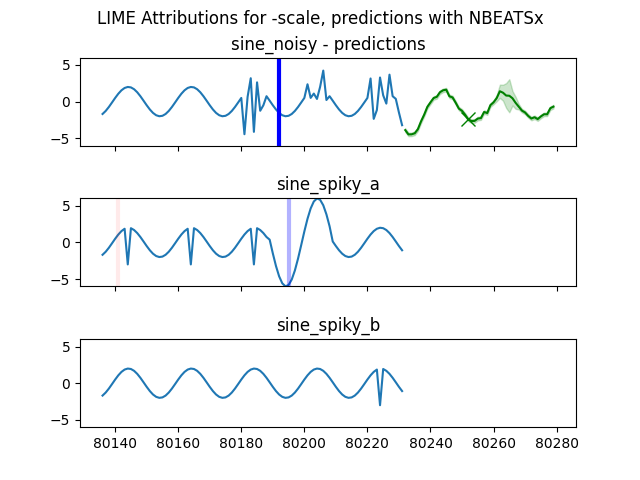 LIME Attributions for -scale, predictions with NBEATSx
sine_noisy - predictions
5
0
−5
sine_spiky_a
5
0
−5
sine_spiky_b
5
0
−5
80140 80160 80180 80200 80220 80240 80260 80280